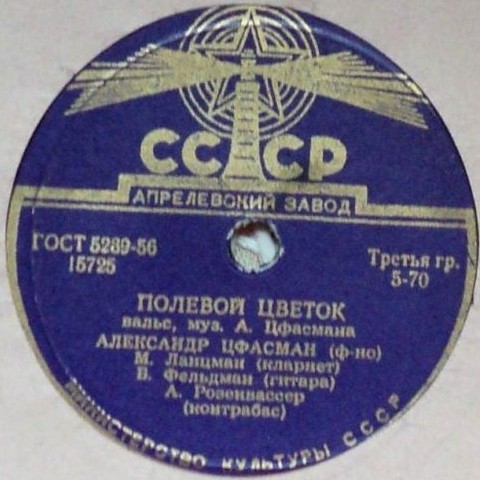 СССР
АПРЕЛЕВСКИЙ ЗАВОД
ГОСТ 5289-56
15725
Третья гр.
5-70
ПОЛЕВОЙ ЦВЕТОК
вальс, муз. А. Цфасмана
АЛЕКСАНДР ЦФАСМАН (ф-но)
М. Ланцман (кларнет)
В. Фельдман (гитара)
А. Розенвассер
(контрабас)
МИНИСТЕРСТВО КУЛЬТУРЫ СССР